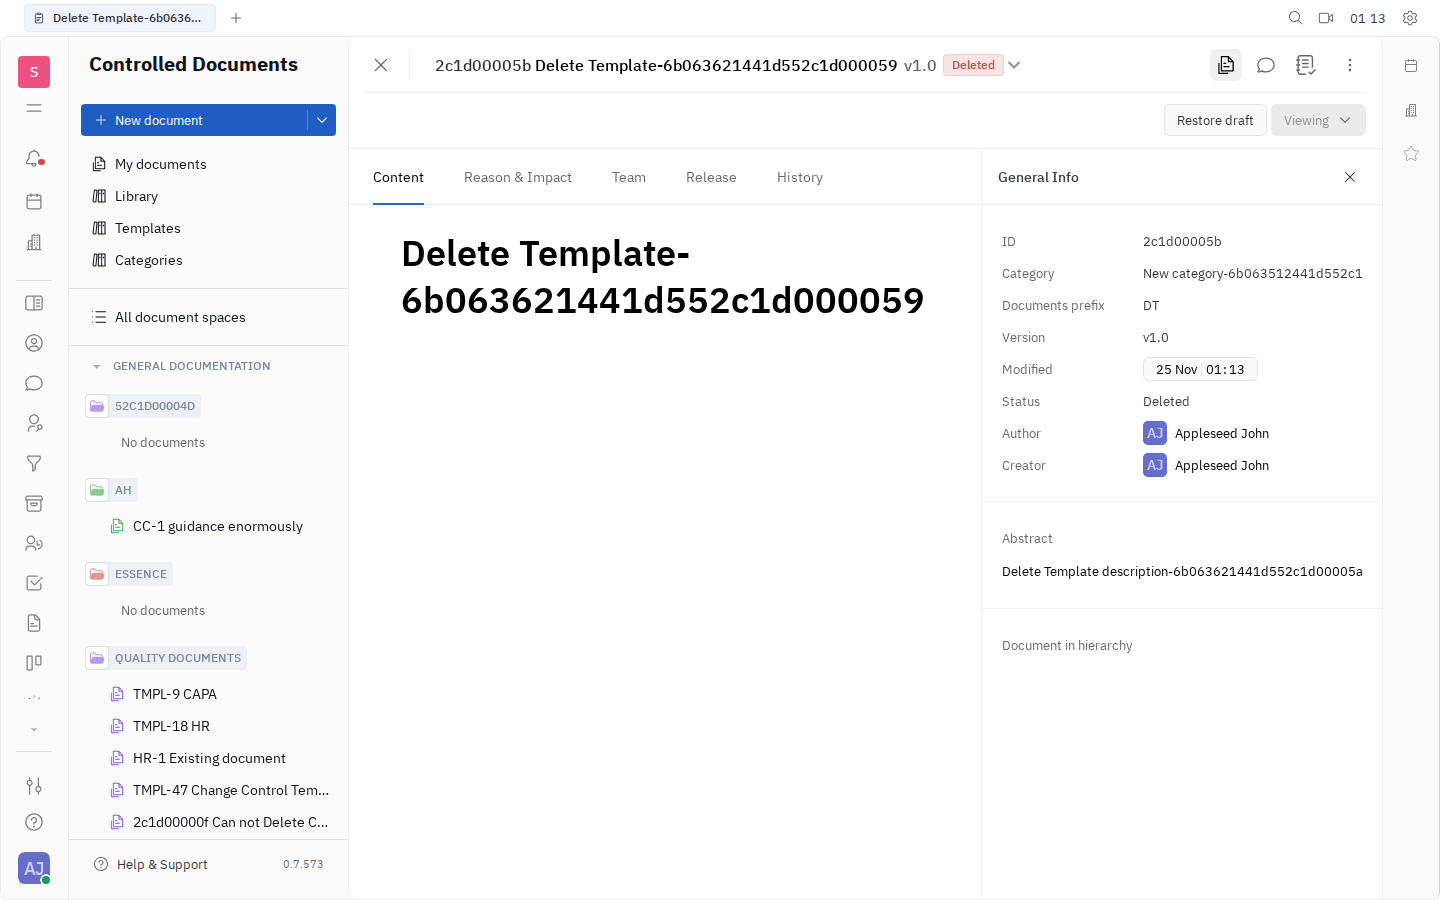 Delete Template-6b0636...
01 13
S
Controlled Documents
New document
My documents
Library
Templates
Categories
All document spaces
GENERAL DOCUMENTATION
52C1D00004D
No documents
AH
CC-1 guidance enormously
ESSENCE
No documents
QUALITY DOCUMENTS
TMPL-9 CAPA
TMPL-18 HR
HR-1 Existing document
TMPL-47 Change Control Tem...
2c1d00000f Can not Delete C...
Help & Support
0.7.573
AJ
2c1d00005b Delete Template-6b063621441d552c1d000059 v1.0 Deleted
Restore draft
Viewing
Content
Reason & Impact
Team
Release
History
Delete Template-
6b063621441d552c1d000059
General Info
ID 2c1d00005b
Category New category-6b063512441d552c1
Documents prefix DT
Version v1.0
Modified 25 Nov 01:13
Status Deleted
Author AJ Appleseed John
Creator AJ Appleseed John
Abstract
Delete Template description-6b063621441d552c1d00005a
Document in hierarchy